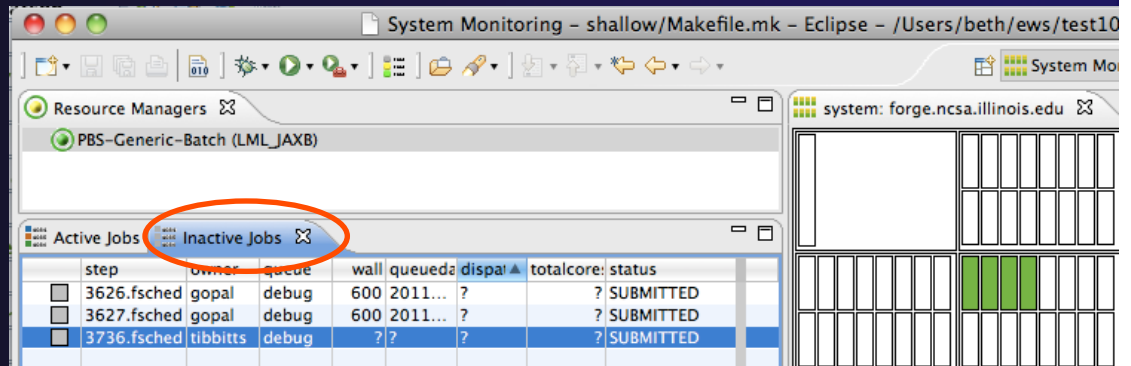 System Monitoring – shallow/Makefile.mk – Eclipse – /Users/beth/ews/test10
010
System Mo
Resource Managers
PBS-Generic-Batch (LML_JAXB)
system: forge.ncsa.illinois.edu
Active Jobs
Inactive Jobs
step owner queue wall queueda dispat totalcore: status
3626.fsched gopal debug 600 2011... ? ? SUBMITTED
3627.fsched gopal debug 600 2011... ? ? SUBMITTED
3736.fsched tibbitts debug ? ? ? ? SUBMITTED